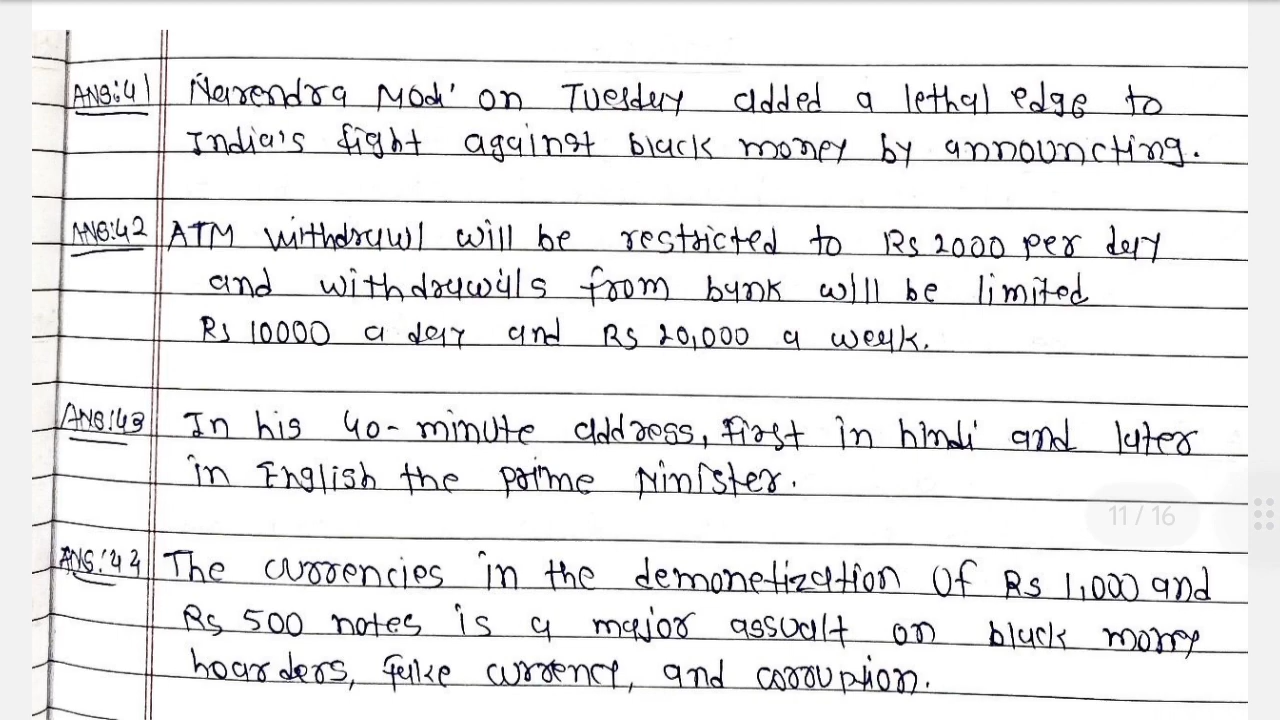 ANS:41 Narendra Modi on Tuesday added a lethal edge to
India's fight against black money by announcting.
ANS:42 ATM withdrawl will be restricted to Rs 2000 per day
and withdrawals from bank will be limited
Rs 10000 a day and Rs 20,000 a week.
ANS:43 In his 40-minute address, first in hindi and later
in English the prime Minister.
11 / 16
ANS:44 The currencies in the demonetization Of Rs 1,000 and
Rs 500 notes is a major assualt on black money
hoarders, fake currency, and corruption.